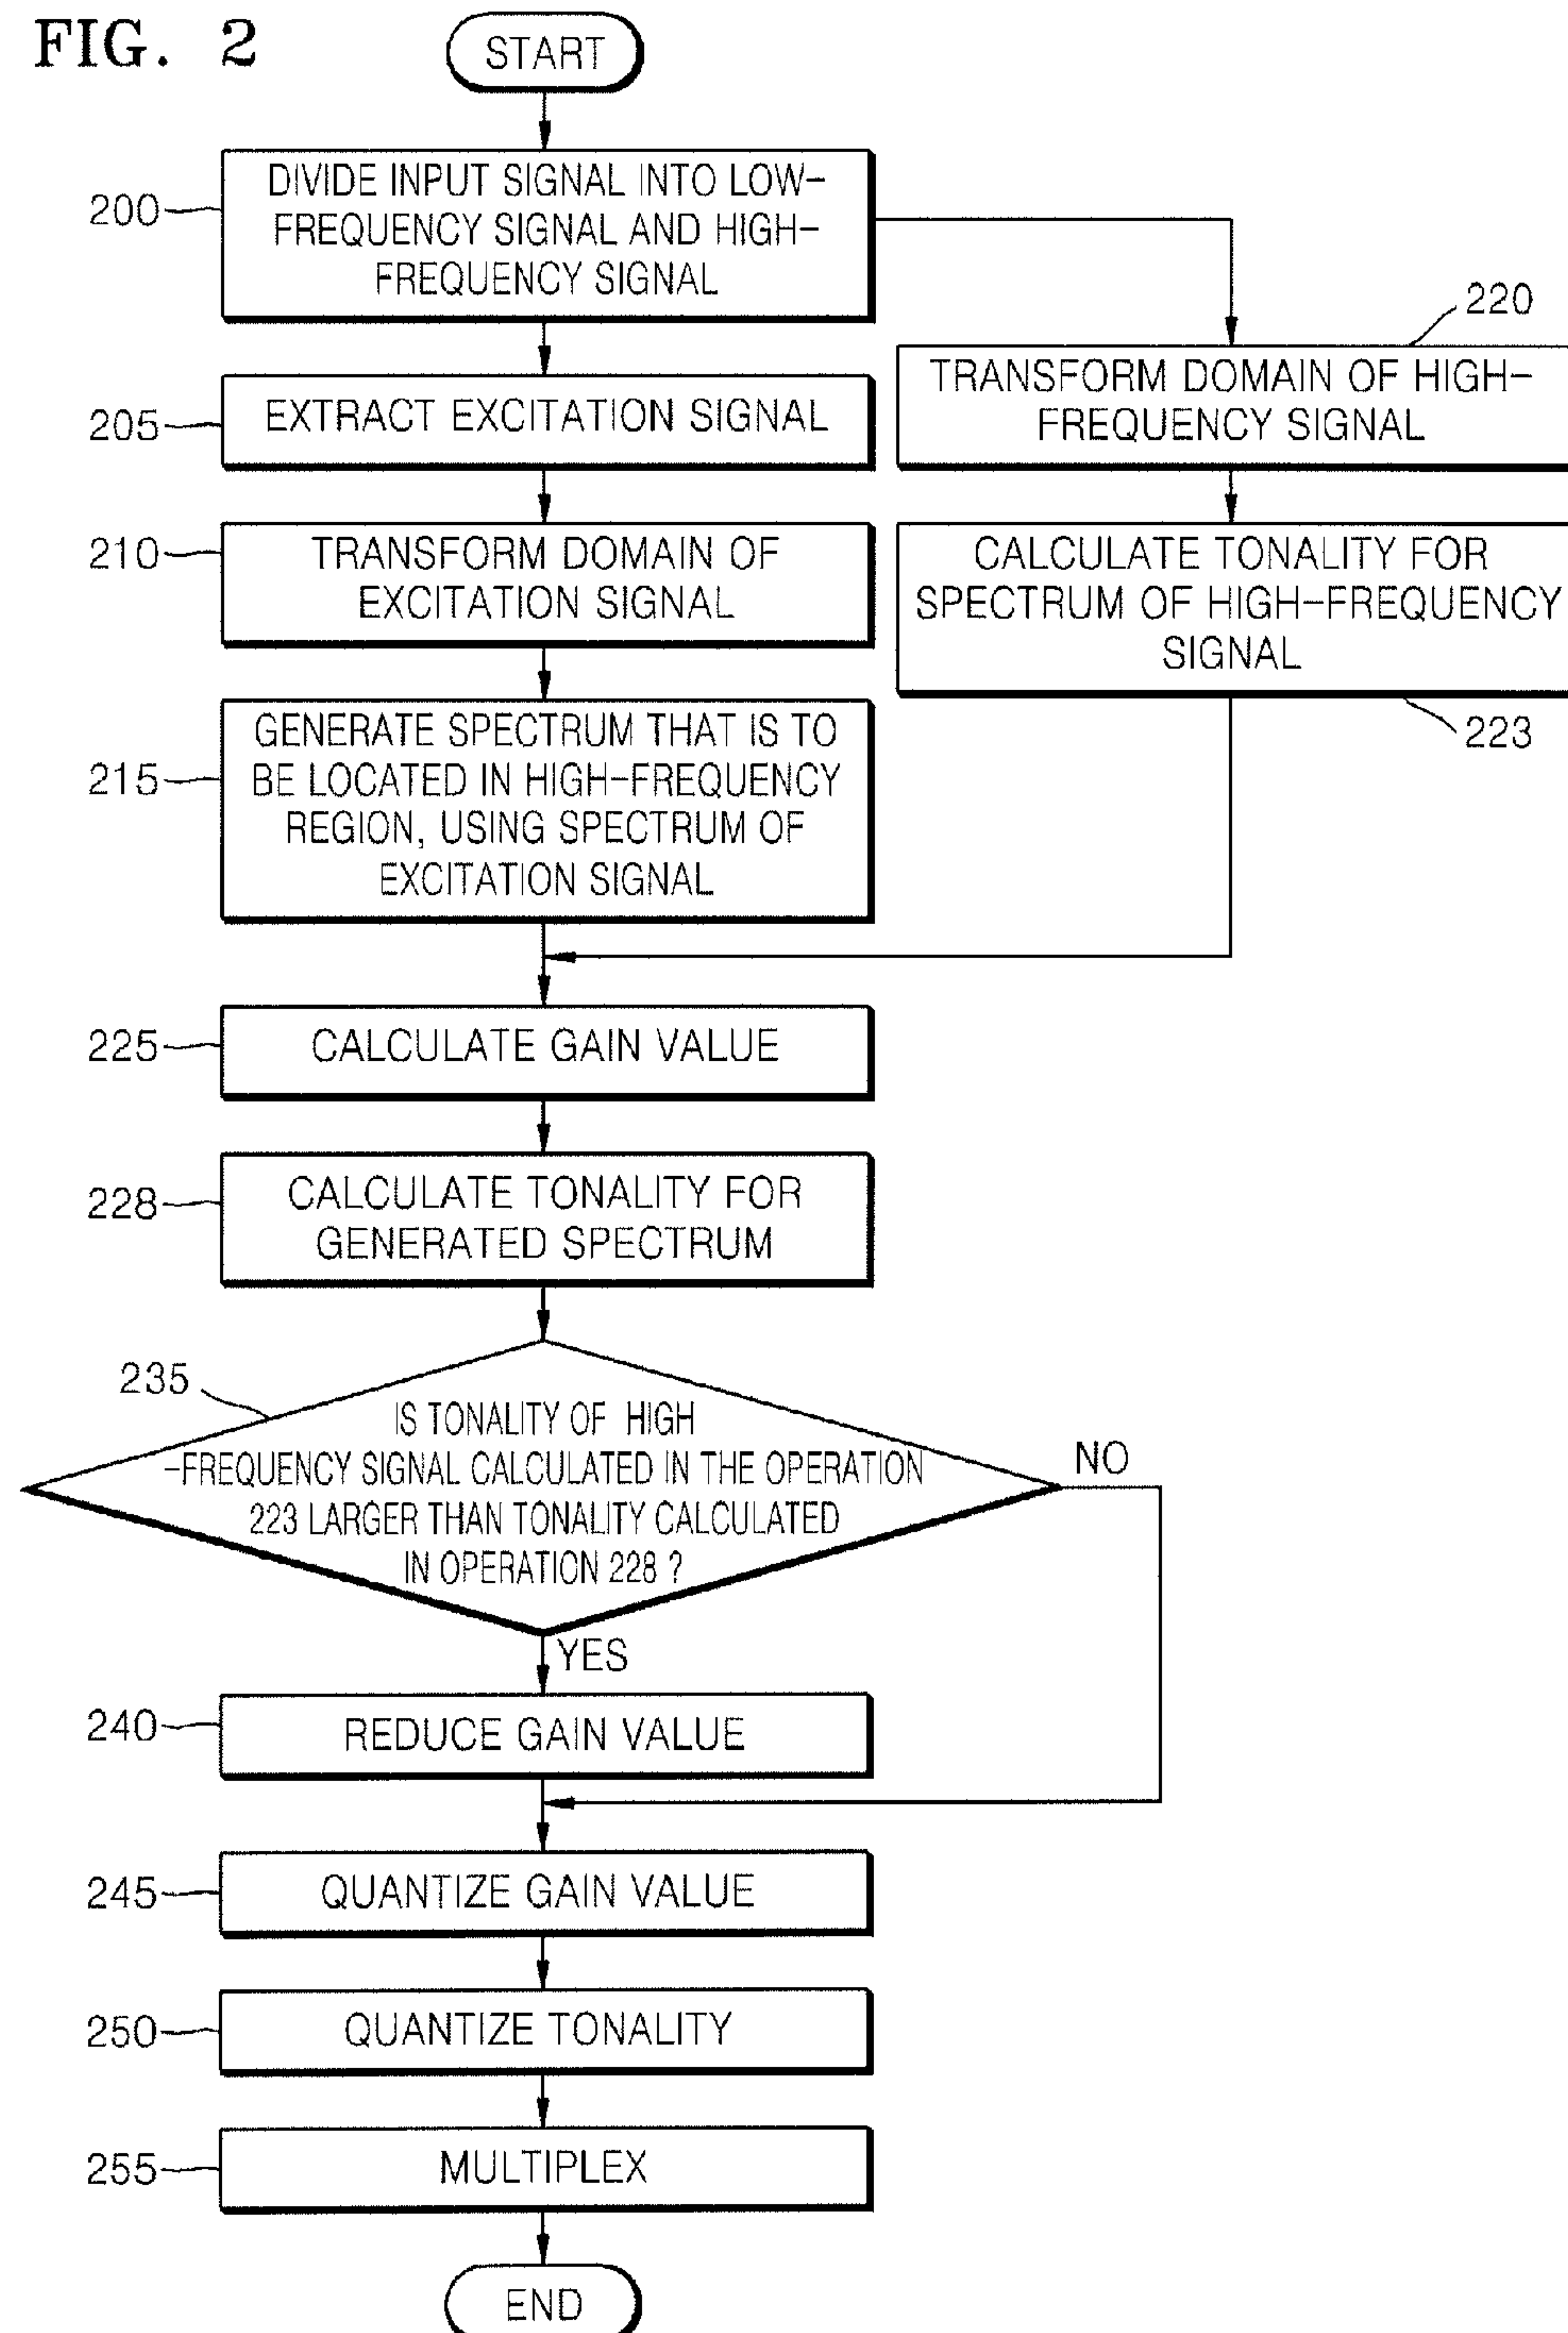 FIG. 2
START
200
DIVIDE INPUT SIGNAL INTO LOW-
FREQUENCY SIGNAL AND HIGH-
FREQUENCY SIGNAL
220
TRANSFORM DOMAIN OF HIGH-
FREQUENCY SIGNAL
205
EXTRACT EXCITATION SIGNAL
210
TRANSFORM DOMAIN OF
EXCITATION SIGNAL
CALCULATE TONALITY FOR
SPECTRUM OF HIGH-FREQUENCY
SIGNAL
223
215
GENERATE SPECTRUM THAT IS TO
BE LOCATED IN HIGH-FREQUENCY
REGION, USING SPECTRUM OF
EXCITATION SIGNAL
225
CALCULATE GAIN VALUE
228
CALCULATE TONALITY FOR
GENERATED SPECTRUM
235
IS TONALITY OF HIGH
-FREQUENCY SIGNAL CALCULATED IN THE OPERATION
223 LARGER THAN TONALITY CALCULATED
IN OPERATION 228 ?
NO
YES
240
REDUCE GAIN VALUE
245
QUANTIZE GAIN VALUE
250
QUANTIZE TONALITY
255
MULTIPLEX
END